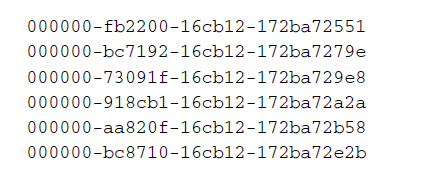 000000-fb2200-16cb12-172ba72551
000000-bc7192-16cb12-172ba7279e
000000-73091f-16cb12-172ba729e8
000000-918cb1-16cb12-172ba72a2a
000000-aa820f-16cb12-172ba72b58
000000-bc8710-16cb12-172ba72e2b